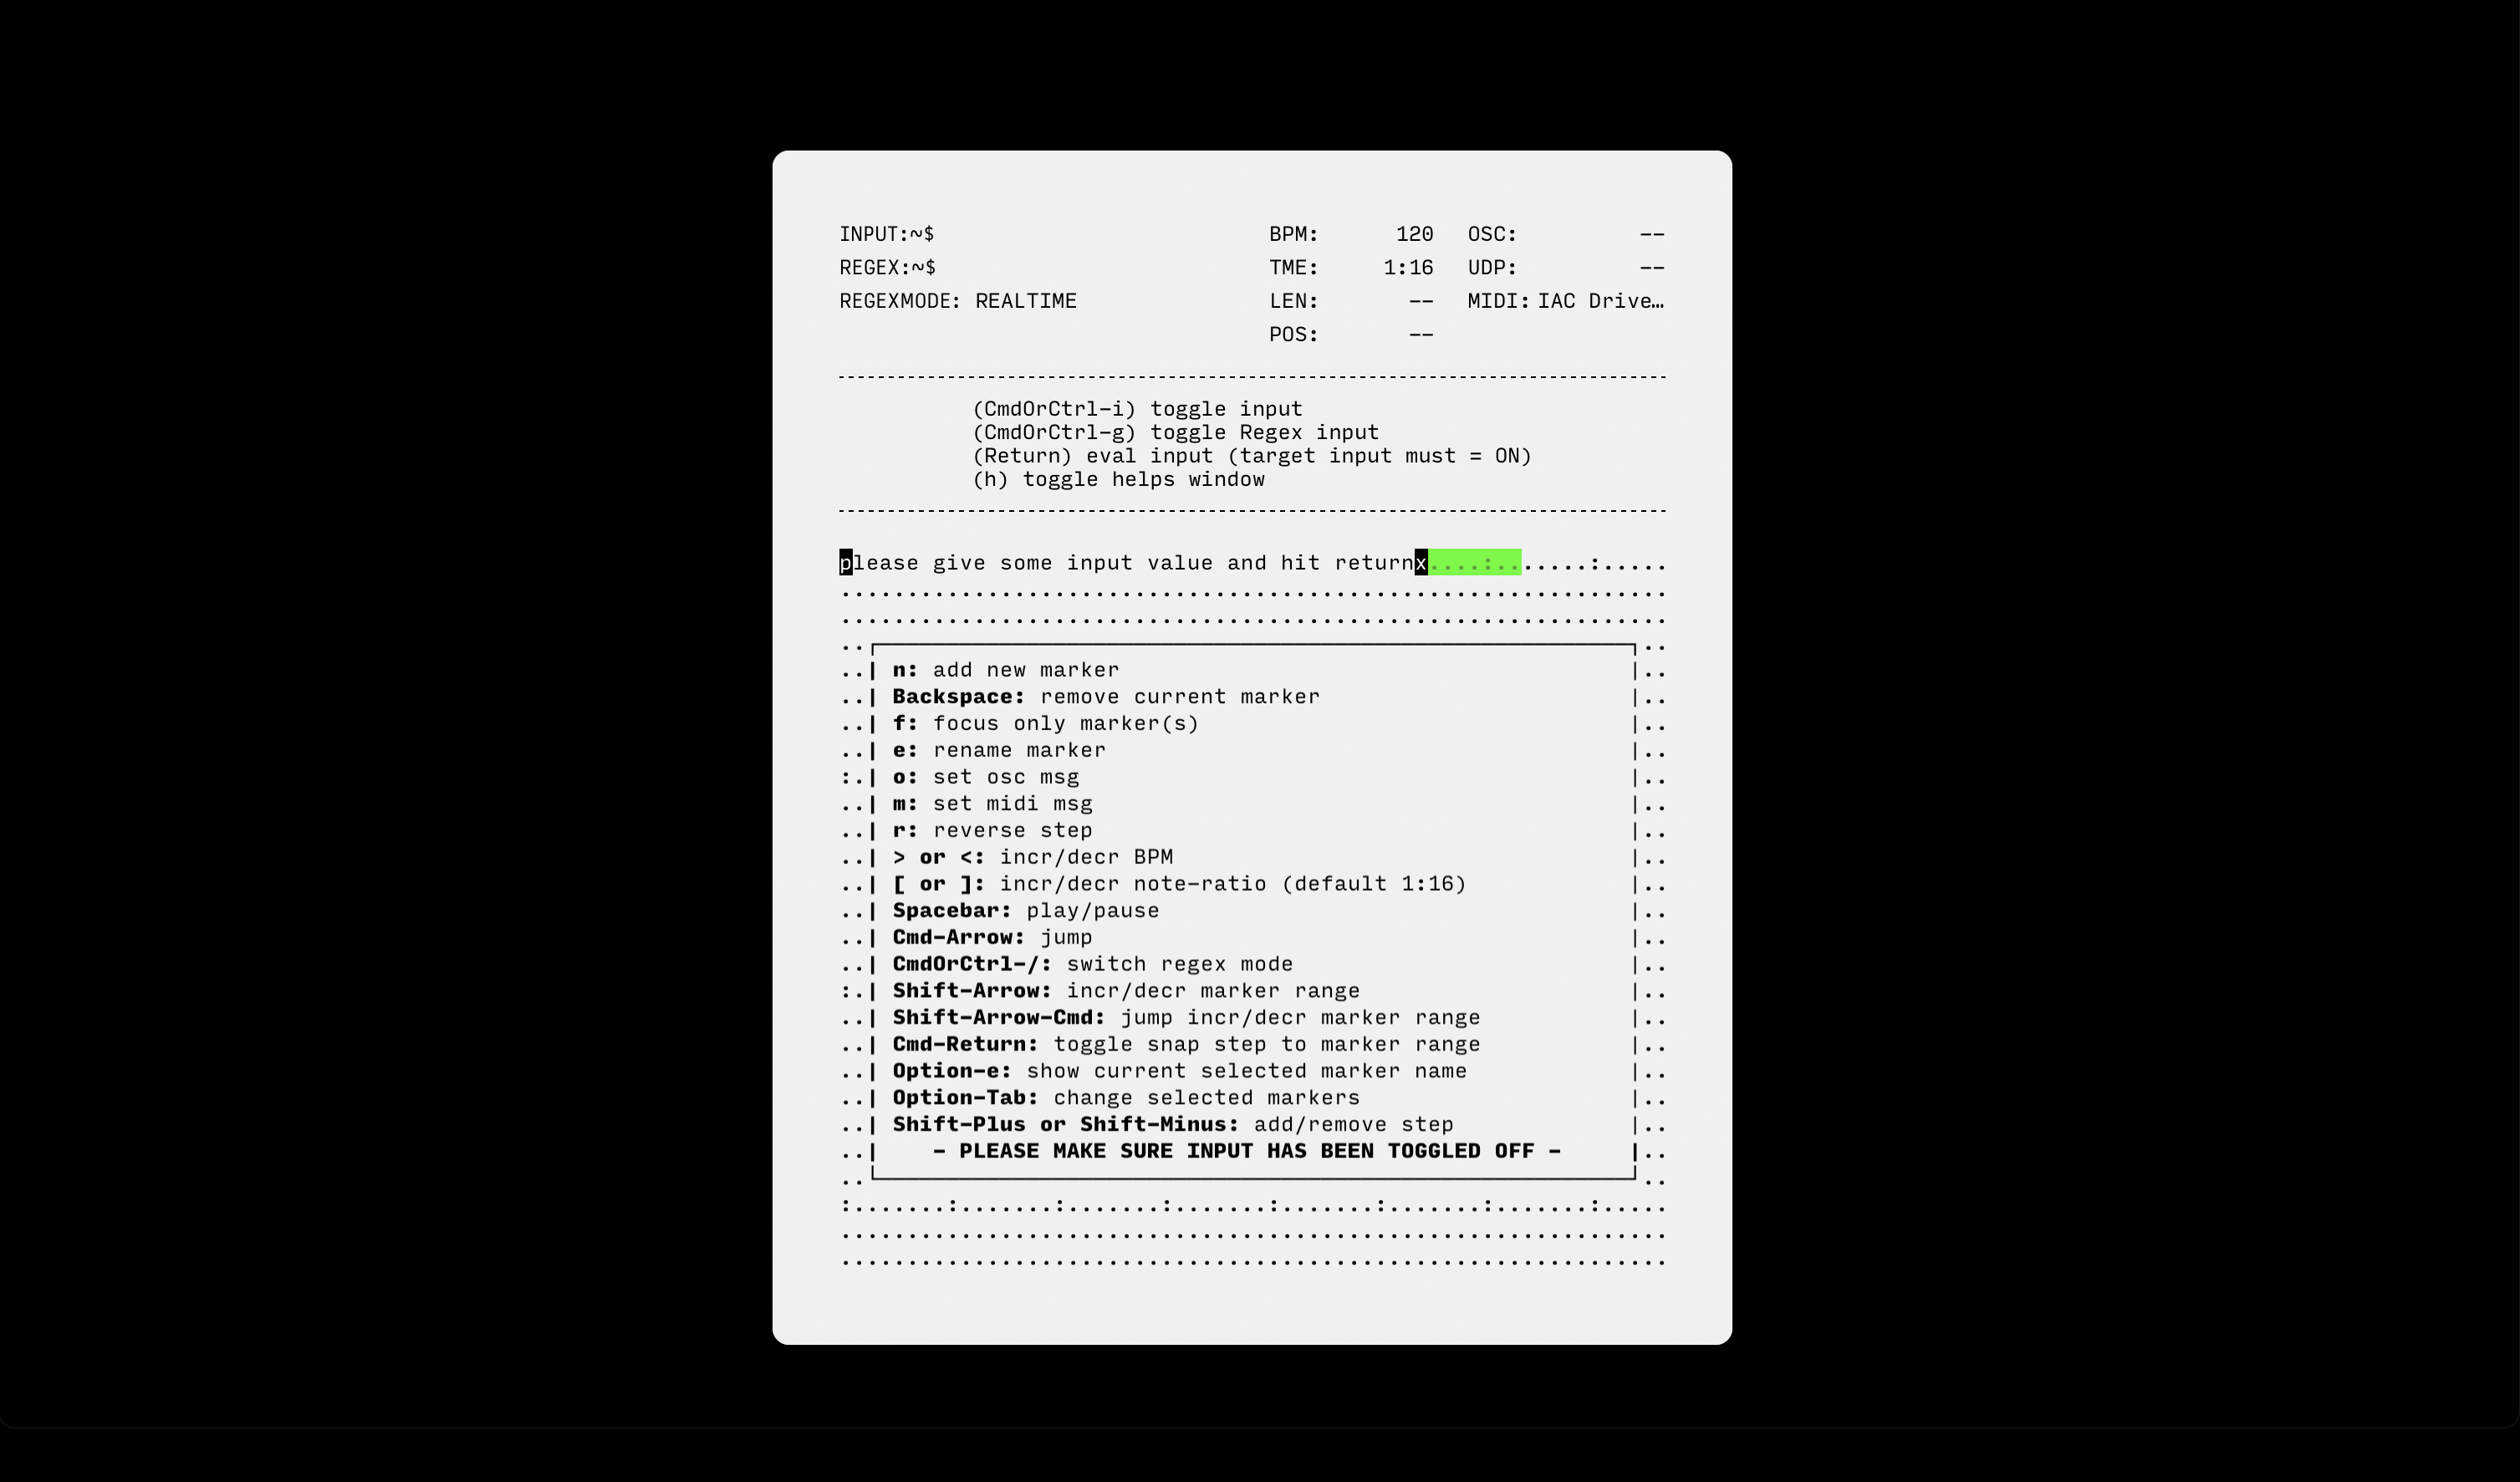 INPUT:~$ BPM: 120 OSC: --
REGEX:~$ TME: 1:16 UDP: --
REGEXMODE: REALTIME LEN: -- MIDI: IAC Drive…
POS: --
--------------------------------------------------------------------------------
(CmdOrCtrl-i) toggle input
(CmdOrCtrl-g) toggle Regex input
(Return) eval input (target input must = ON)
(h) toggle helps window
--------------------------------------------------------------------------------
please give some input value and hit returnx....:.......:.....
..............................................................
..............................................................
..┌────────────────────────────────────────────────────────┐..
..| n: add new marker |..
..| Backspace: remove current marker |..
..| f: focus only marker(s) |..
..| e: rename marker |..
:.| o: set osc msg |..
..| m: set midi msg |..
..| r: reverse step |..
..| > or <: incr/decr BPM |..
..| [ or ]: incr/decr note-ratio (default 1:16) |..
..| Spacebar: play/pause |..
..| Cmd-Arrow: jump |..
..| CmdOrCtrl-/: switch regex mode |..
:.| Shift-Arrow: incr/decr marker range |..
..| Shift-Arrow-Cmd: jump incr/decr marker range |..
..| Cmd-Return: toggle snap step to marker range |..
..| Option-e: show current selected marker name |..
..| Option-Tab: change selected markers |..
..| Shift-Plus or Shift-Minus: add/remove step |..
..| - PLEASE MAKE SURE INPUT HAS BEEN TOGGLED OFF - |..
..└────────────────────────────────────────────────────────┘..
:.......:.......:.......:.......:.......:.......:.......:.....
..............................................................
..............................................................